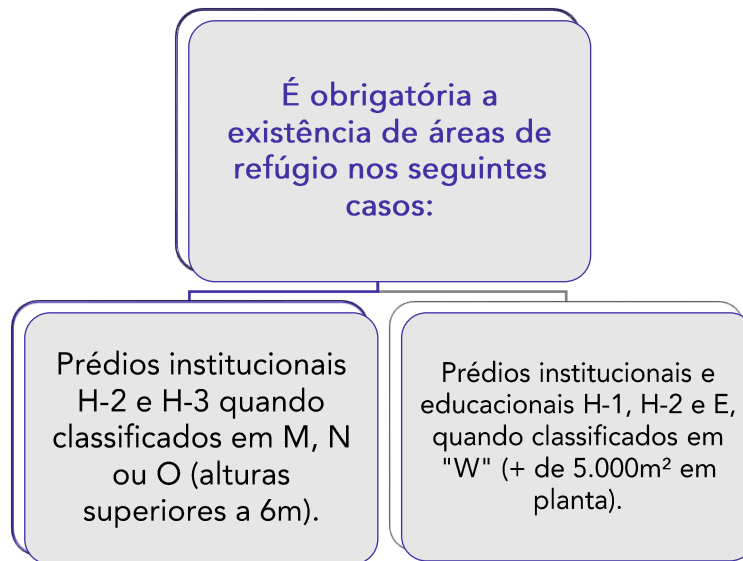 É obrigatória a
existência de áreas de
refúgio nos seguintes
casos:
Prédios institucionais
H-2 e H-3 quando
classificados em M, N
ou O (alturas
superiores a 6m).
Prédios institucionais e
educacionais H-1, H-2 e E,
quando classificados em
"W" (+ de 5.000m² em
planta).